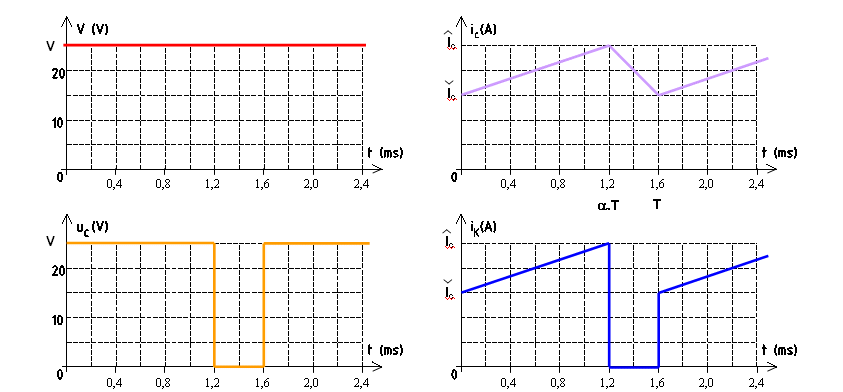 V (V)
V
20
10
0
0,4 0,8 1,2 1,6 2,0 2,4
t (ms)
i_c(A)
Î_c
Ǐ_c
0
0,4 1,2 1,6 2,0 2,4
t (ms)
α.T T
u_c(V)
V
20
10
0
0,4 0,8 1,2 1,6 2,0 2,4
t (ms)
i_K(A)
Î_c
Ǐ_c
0
0,4 0,8 1,2 1,6 2,0 2,4
t (ms)